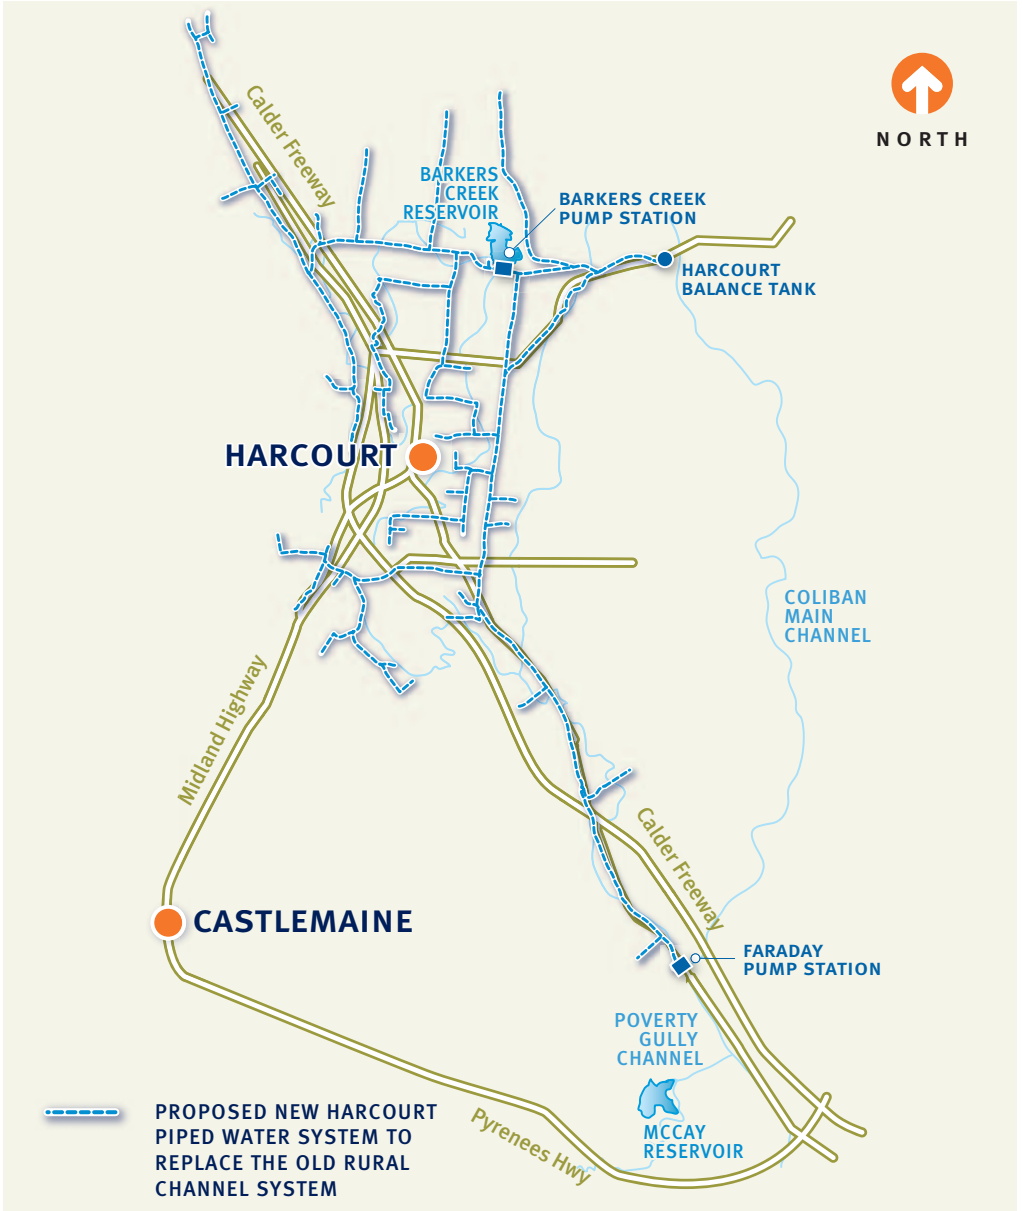 Calder Freeway
NORTH
BARKERS
CREEK
RESERVOIR
BARKERS CREEK
PUMP STATION
HARCOURT
BALANCE TANK
HARCOURT
COLIBAN
MAIN
CHANNEL
Midland Highway
Calder Freeway
CASTLEMAINE
FARADAY
PUMP STATION
POVERTY
GULLY
CHANNEL
MCCAY
RESERVOIR
Pyrenees Hwy
PROPOSED NEW HARCOURT
PIPED WATER SYSTEM TO
REPLACE THE OLD RURAL
CHANNEL SYSTEM